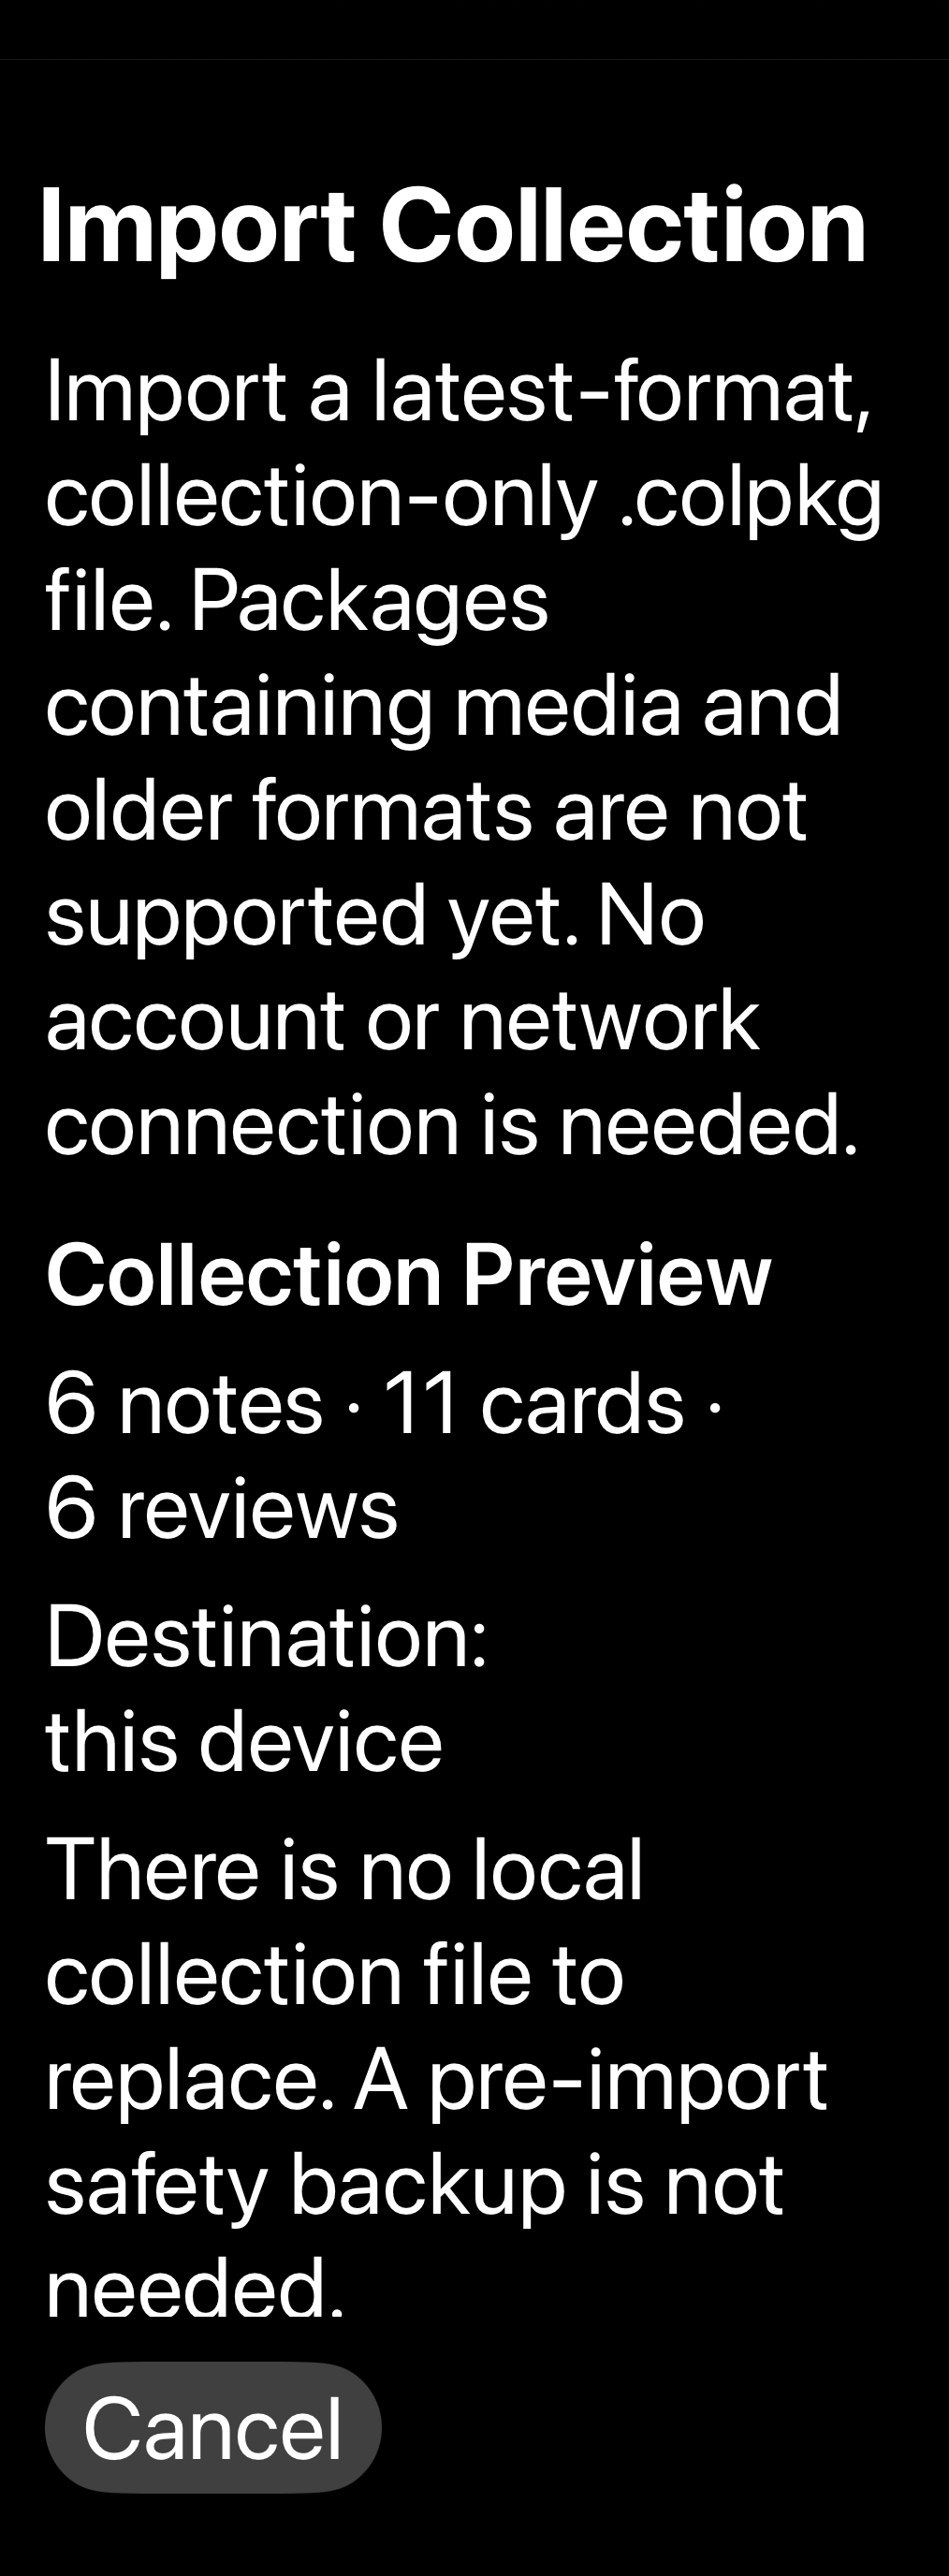 Import Collection
Import a latest-format,
collection-only .colpkg
file. Packages
containing media and
older formats are not
supported yet. No
account or network
connection is needed.
Collection Preview
6 notes · 11 cards ·
6 reviews
Destination:
this device
There is no local
collection file to
replace. A pre-import
safety backup is not
needed.
Cancel